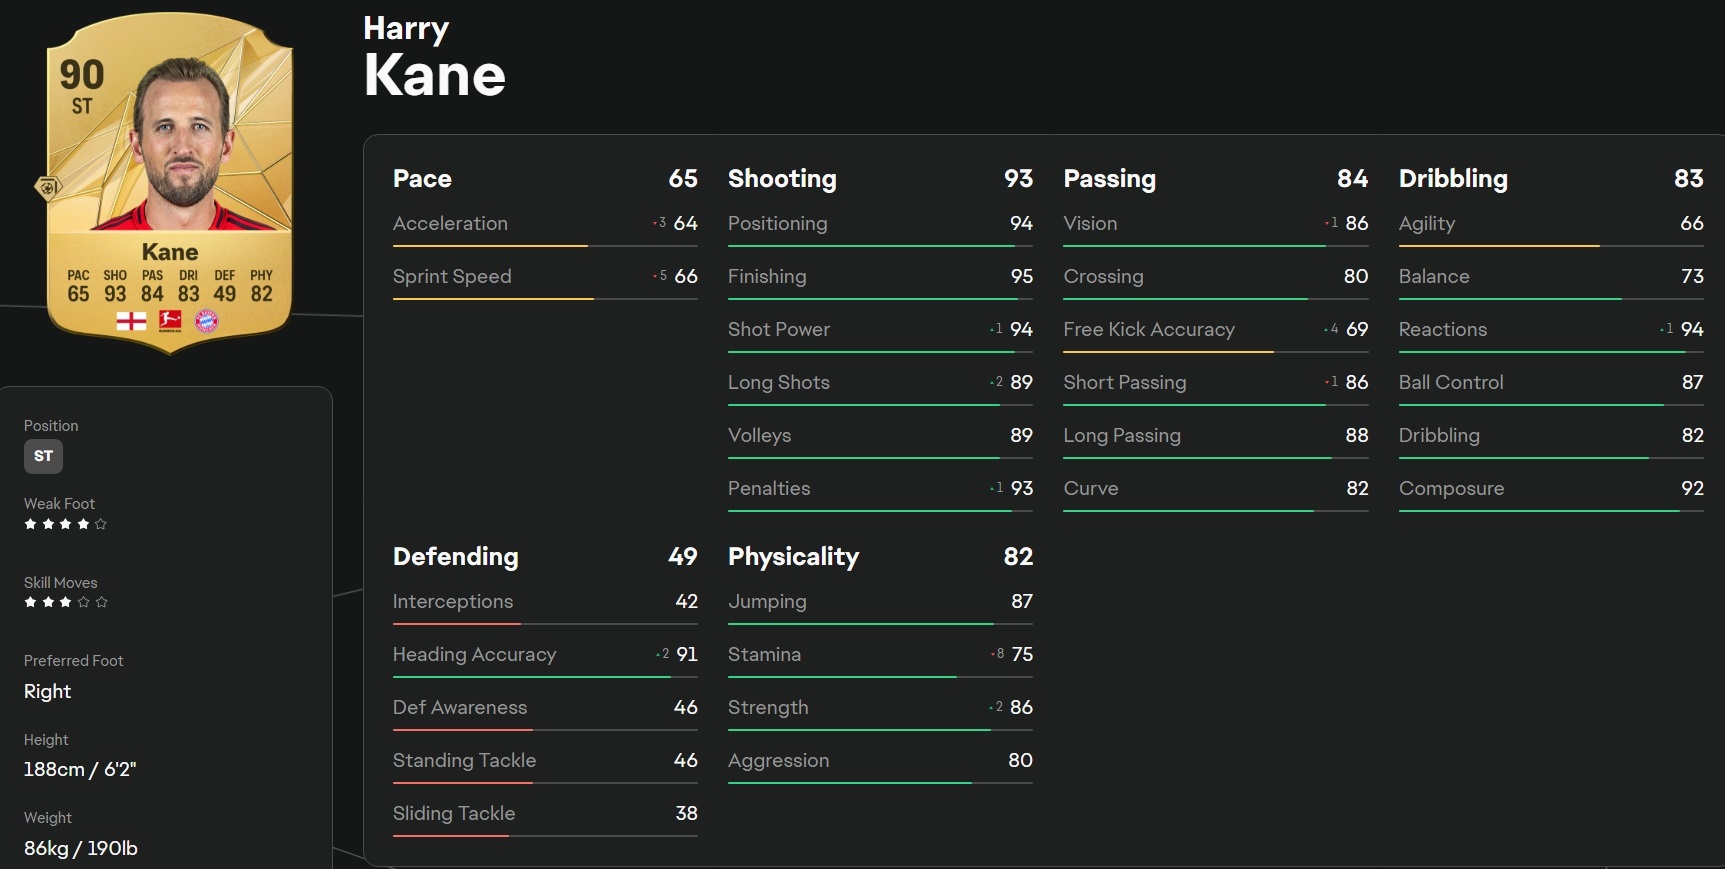 90
ST
Kane
PAC SHO PAS DRI DEF PHY
65 93 84 83 49 82
Harry
Kane
Pace 65
Acceleration 3 64
Sprint Speed 5 66
Shooting 93
Positioning 94
Finishing 95
Shot Power 1 94
Long Shots 2 89
Volleys 89
Penalties 1 93
Passing 84
Vision 1 86
Crossing 80
Free Kick Accuracy 4 69
Short Passing 1 86
Long Passing 88
Curve 82
Dribbling 83
Agility 66
Balance 73
Reactions 1 94
Ball Control 87
Dribbling 82
Composure 92
Defending 49
Interceptions 42
Heading Accuracy 2 91
Def Awareness 46
Standing Tackle 46
Sliding Tackle 38
Physicality 82
Jumping 87
Stamina 8 75
Strength 2 86
Aggression 80
Position
ST
Weak Foot
Skill Moves
Preferred Foot
Right
Height
188cm / 6'2"
Weight
86kg / 190lb